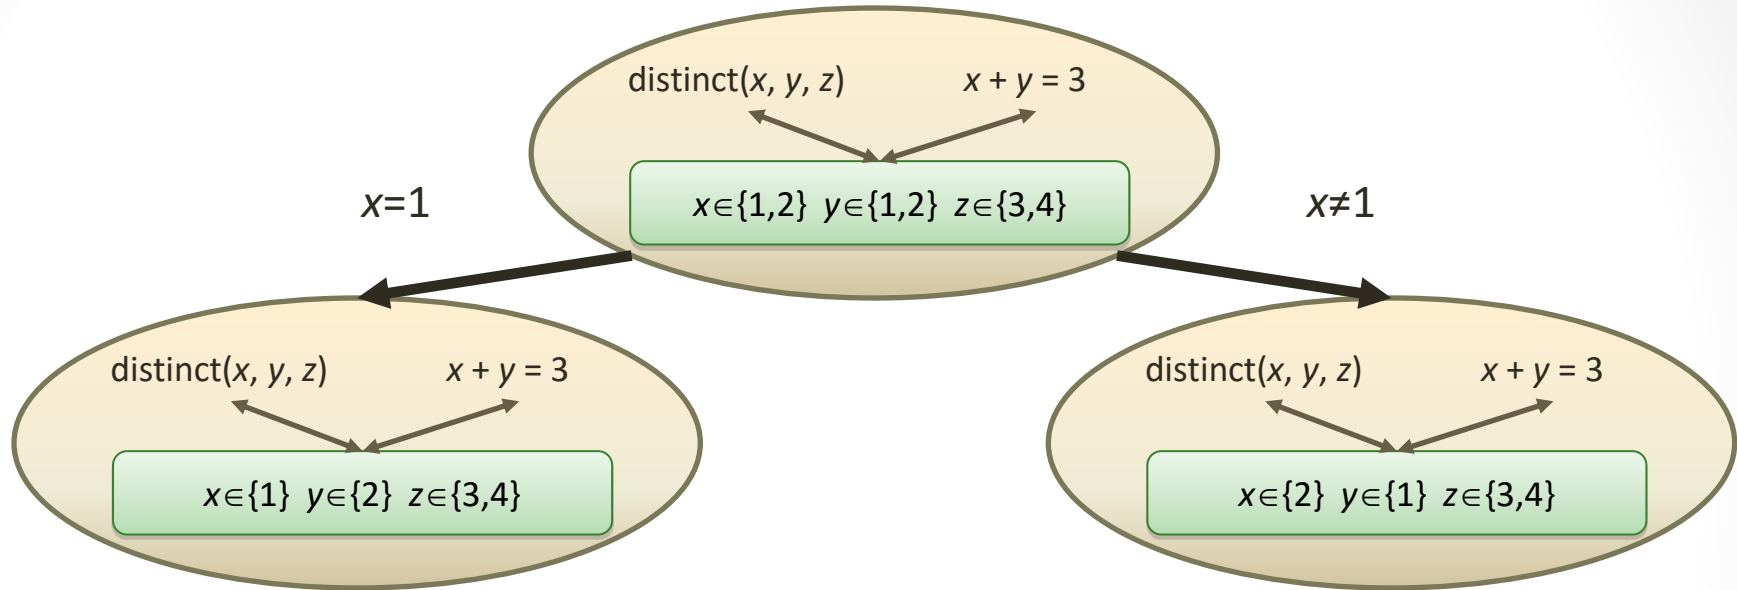 distinct(x, y, z) x + y = 3
x∈{1,2} y∈{1,2} z∈{3,4}
x=1 x≠1
distinct(x, y, z) x + y = 3
x∈{1} y∈{2} z∈{3,4}
distinct(x, y, z) x + y = 3
x∈{2} y∈{1} z∈{3,4}